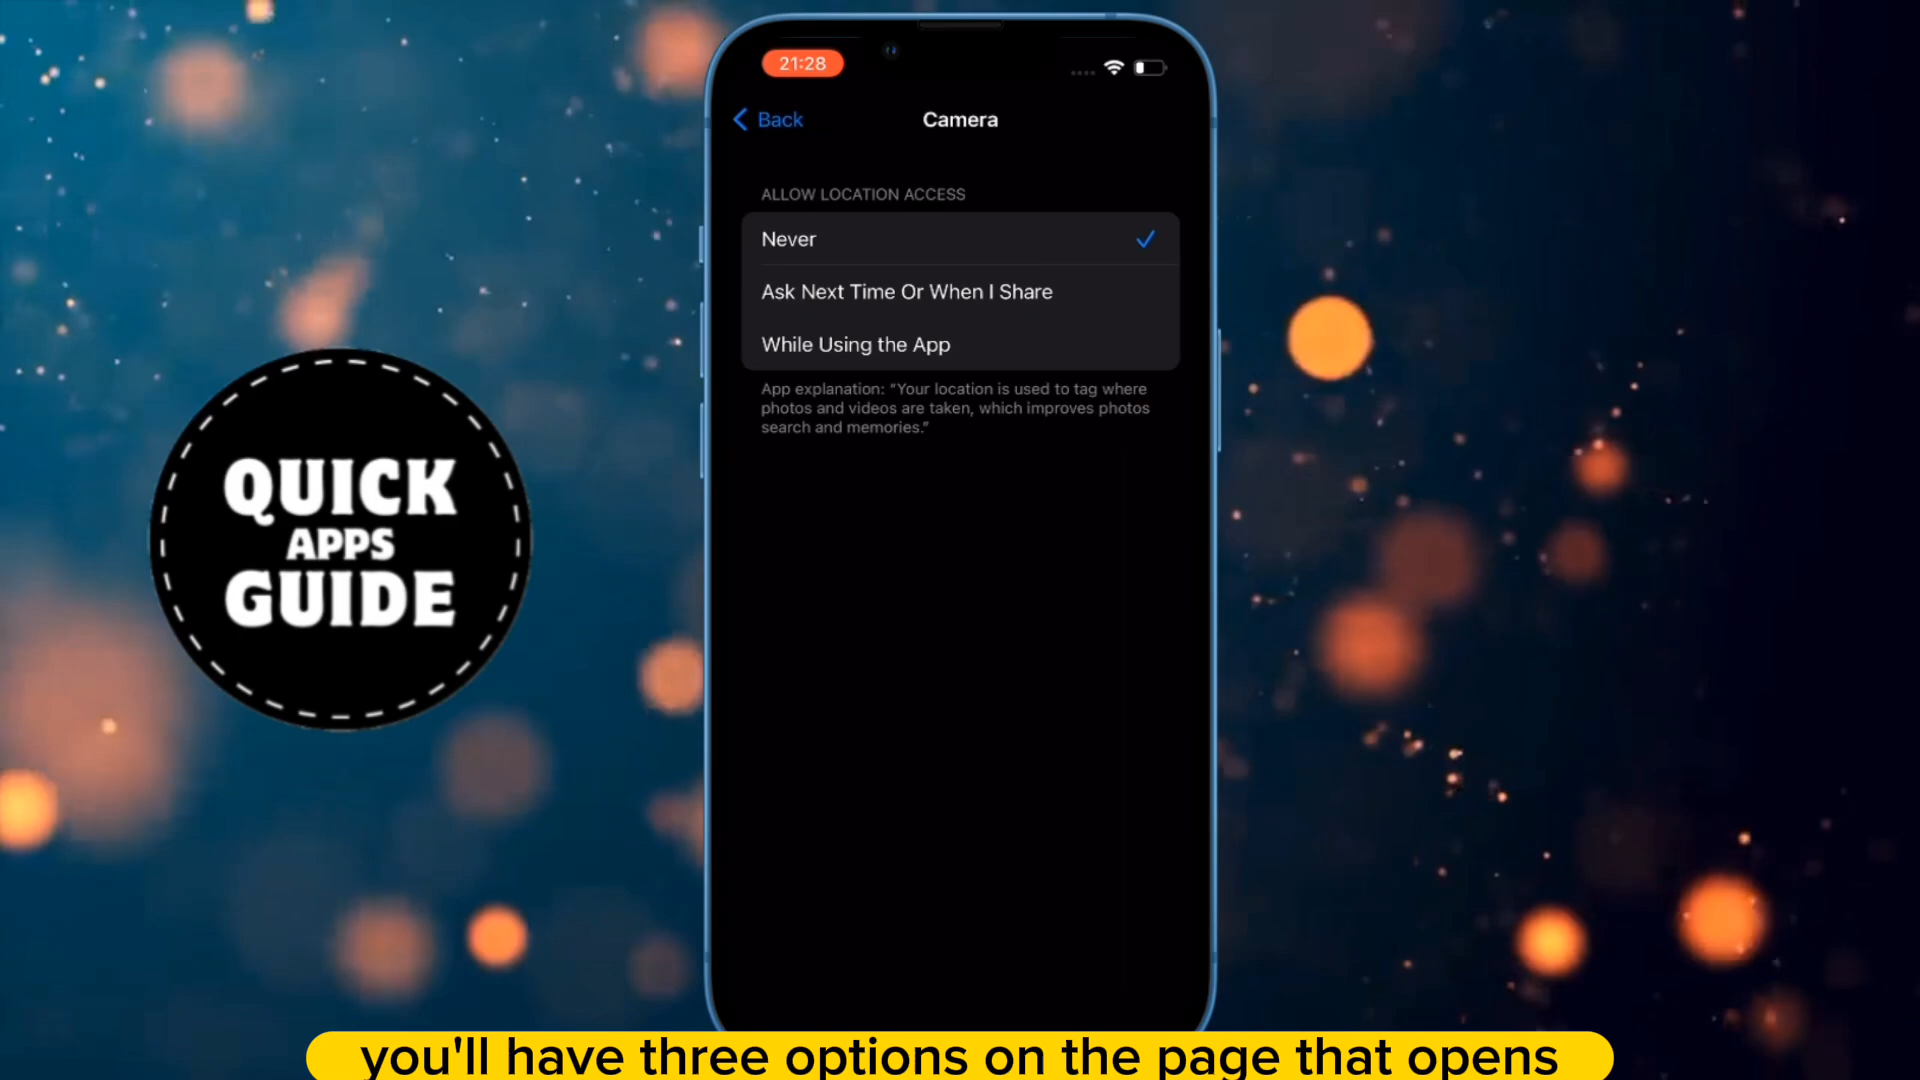 21:28
Back
Camera
ALLOW LOCATION ACCESS
Never
Ask Next Time Or When I Share
While Using the App
App explanation: “Your location is used to tag where
photos and videos are taken, which improves photos
search and memories.”
QUICK
APPS
GUIDE
you'll have three options on the page that opens